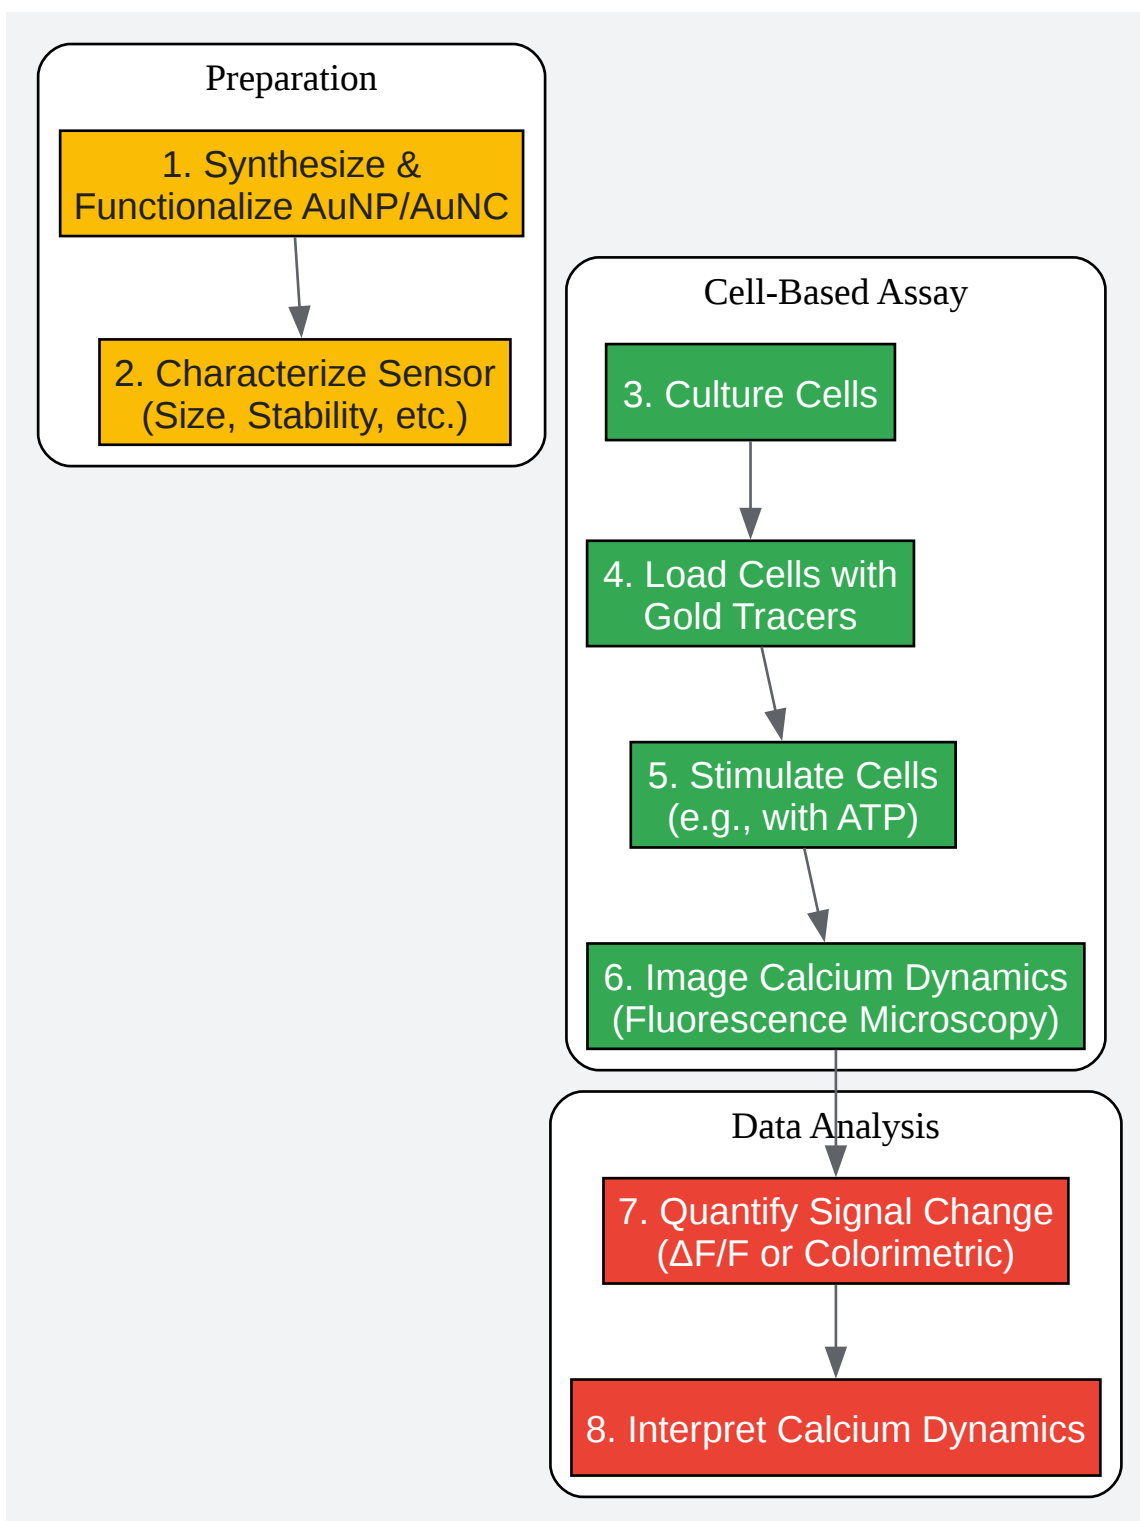 Preparation
1. Synthesize &
Functionalize AuNP/AuNC
2. Characterize Sensor
(Size, Stability, etc.)
Cell-Based Assay
3. Culture Cells
4. Load Cells with
Gold Tracers
5. Stimulate Cells
(e.g., with ATP)
6. Image Calcium Dynamics
(Fluorescence Microscopy)
Data Analysis
7. Quantify Signal Change
(ΔF/F or Colorimetric)
8. Interpret Calcium Dynamics